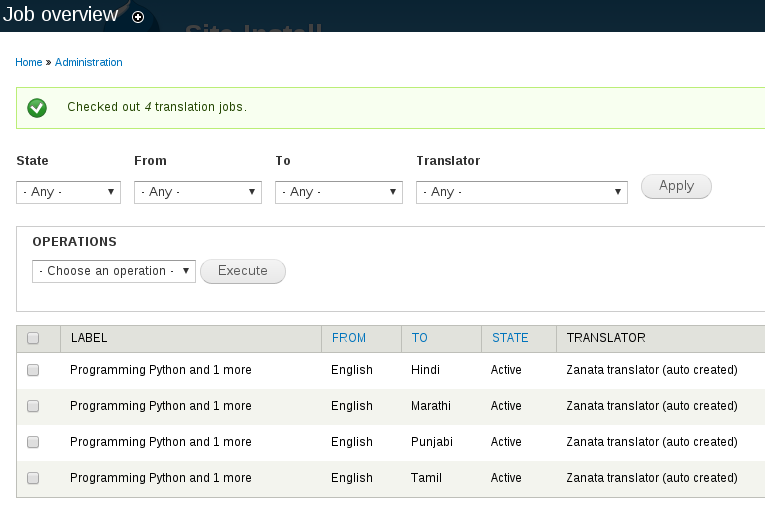 Job overview
Site-Install
Home » Administration
Checked out 4 translation jobs.
State From To Translator
- Any - - Any - - Any - - Any - Apply
OPERATIONS
- Choose an operation - Execute
LABEL FROM TO STATE TRANSLATOR
Programming Python and 1 more English Hindi Active Zanata translator (auto created)
Programming Python and 1 more English Marathi Active Zanata translator (auto created)
Programming Python and 1 more English Punjabi Active Zanata translator (auto created)
Programming Python and 1 more English Tamil Active Zanata translator (auto created)